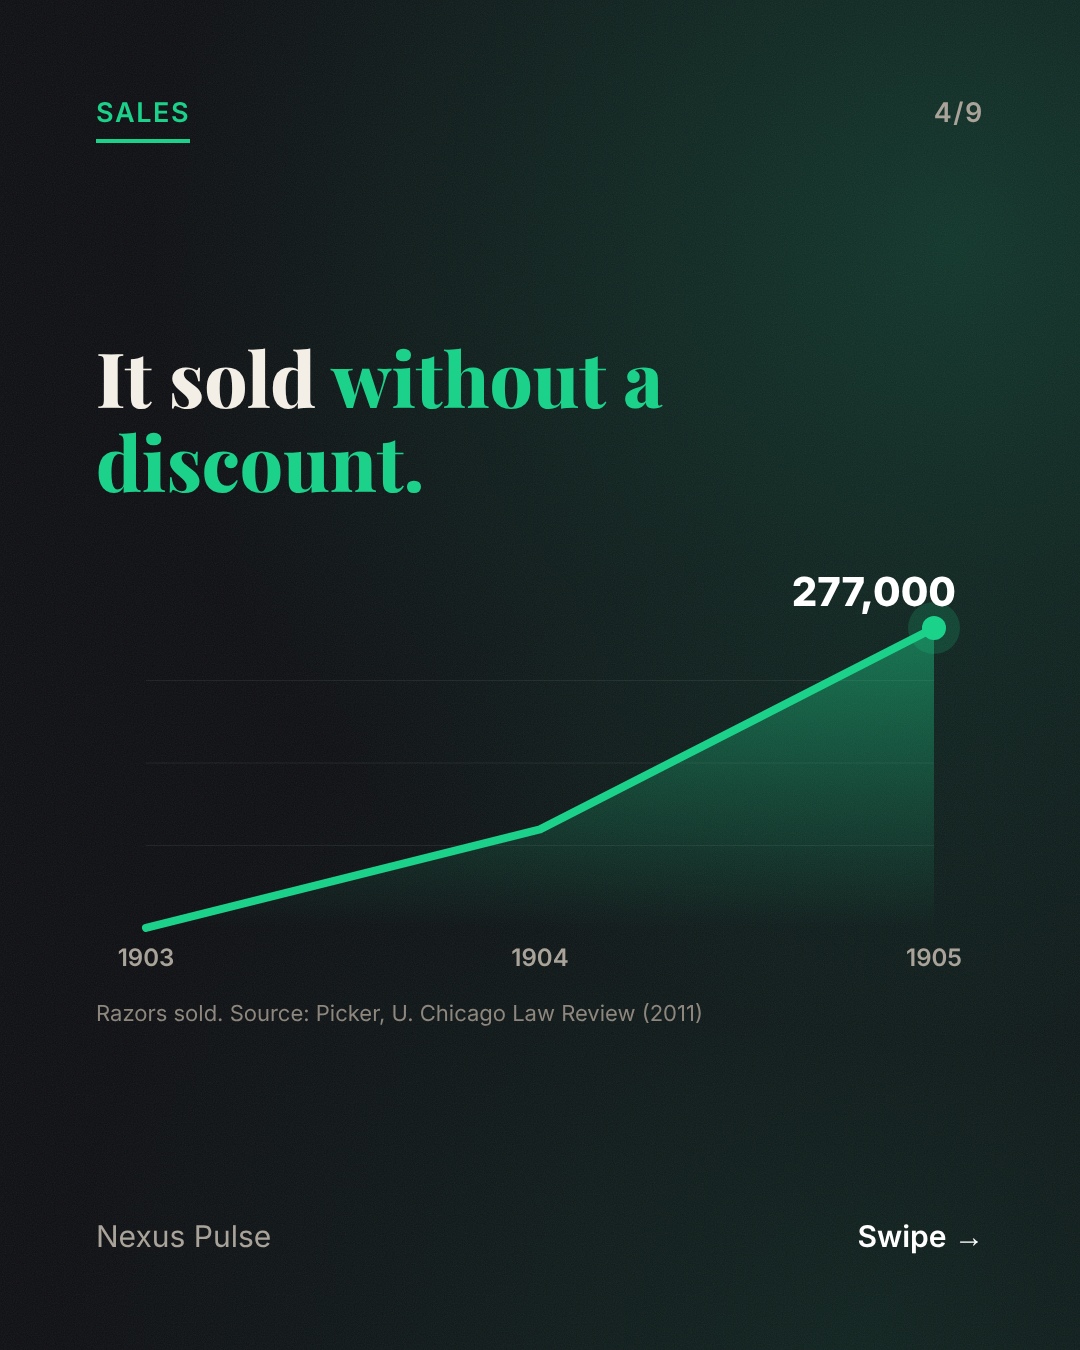 SALES
4/9
It sold without a
discount.
277,000
1903
1904
1905
Razors sold. Source: Picker, U. Chicago Law Review (2011)
Nexus Pulse
Swipe →